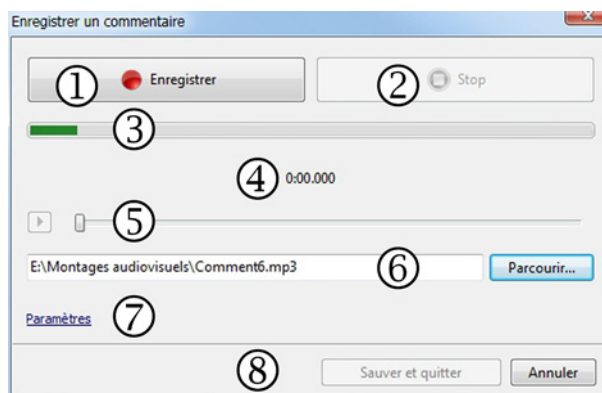 Enregistrer un commentaire
① Enregistrer ② Stop
③
④ 0:00.000
⑤
E:\Montages audiovisuels\Comment6.mp3 ⑥ Parcourir...
Paramètres ⑦
⑧ Sauver et quitter Annuler